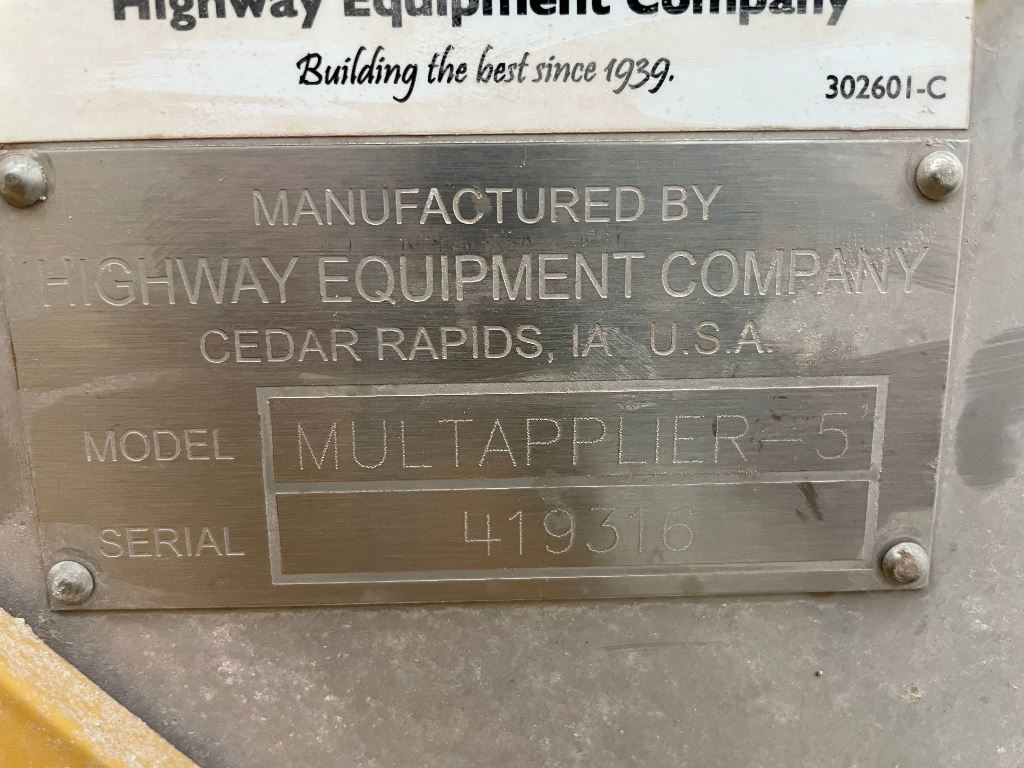 Highway Equipment Company
Building the best since 1939.
302601-C
MANUFACTURED BY
HIGHWAY EQUIPMENT COMPANY
CEDAR RAPIDS, IA U.S.A.
MODEL MULTAPPLIER-5'
SERIAL 419316